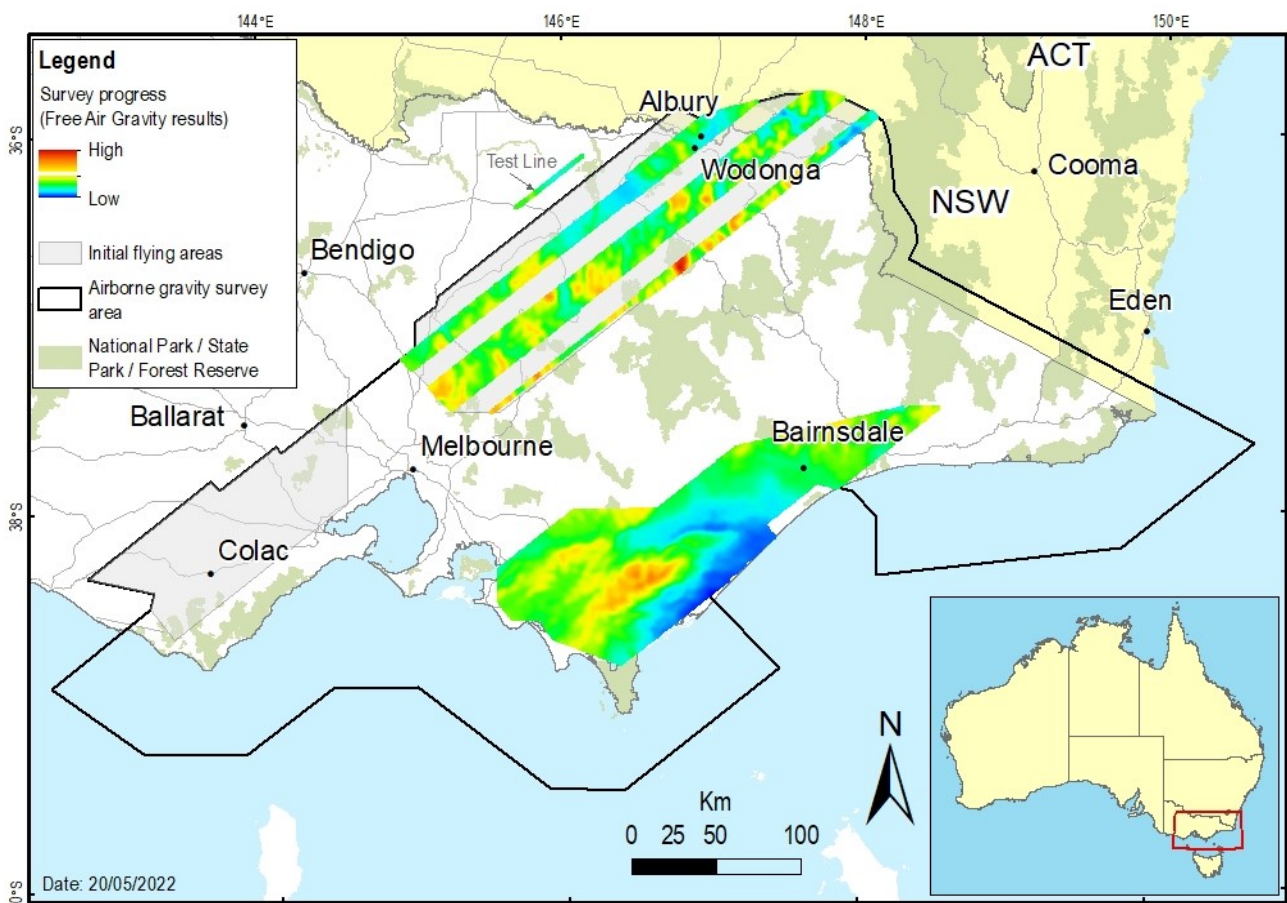 144°E
146°E
148°E
150°E
Legend
Survey progress
(Free Air Gravity results)
High
Low
Initial flying areas
Airborne gravity survey
area
National Park / State
Park / Forest Reserve
ACT
Albury
36°S
Test Line
Wodonga
Cooma
NSW
Bendigo
Eden
Ballarat
Melbourne
Bairnsdale
38°S
Colac
N
Km
0 25 50 100
Date: 20/05/2022
0°S